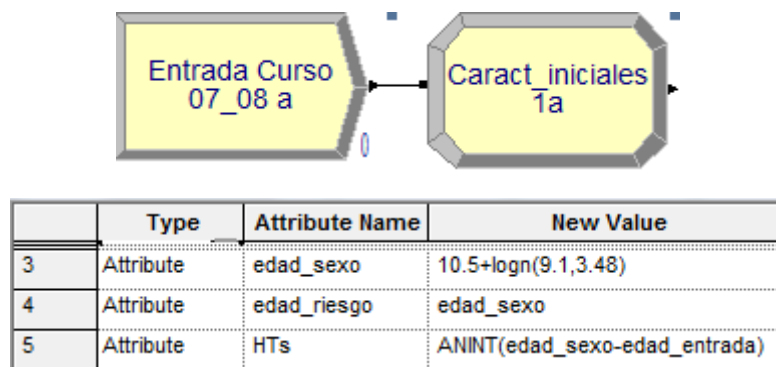 Entrada Curso
07_08 a
0
Caract_iniciales
1a
Type Attribute Name New Value
3 Attribute edad_sexo 10.5+logn(9.1,3.48)
4 Attribute edad_riesgo edad_sexo
5 Attribute HTs ANINT(edad_sexo-edad_entrada)